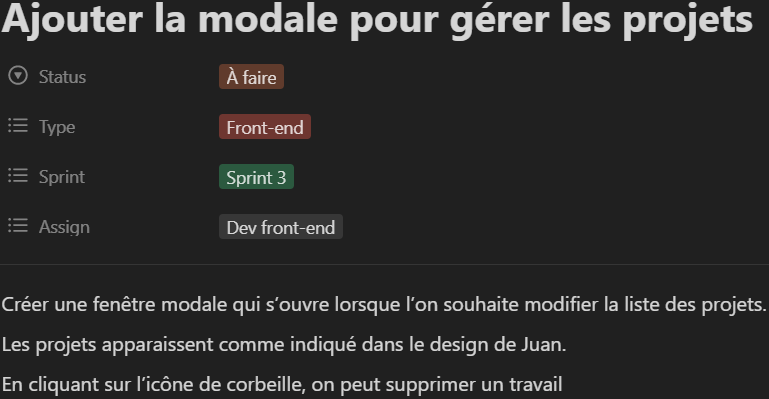 Ajouter la modale pour gérer les projets
Status À faire
Type Front-end
Sprint Sprint 3
Assign Dev front-end
Créer une fenêtre modale qui s’ouvre lorsque l’on souhaite modifier la liste des projets.
Les projets apparaissent comme indiqué dans le design de Juan.
En cliquant sur l’icône de corbeille, on peut supprimer un travail